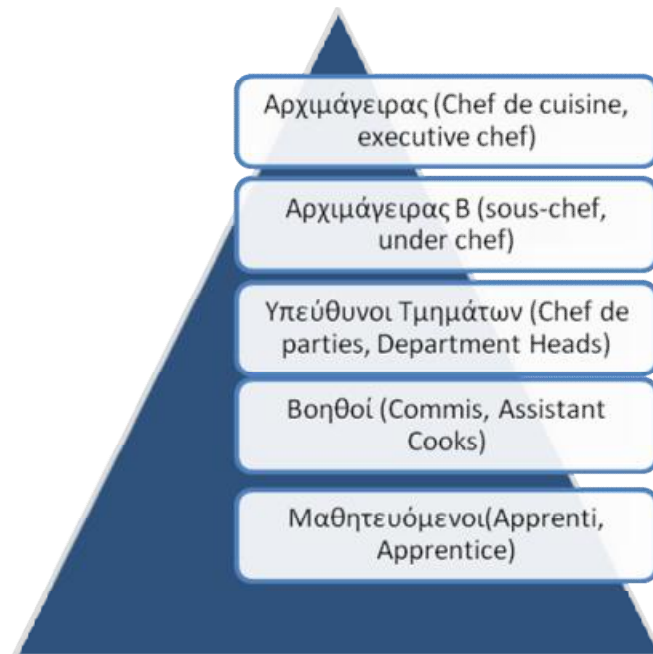 Αρχιμάγειρας (Chef de cuisine,
executive chef)
Αρχιμάγειρας Β (sous-chef,
under chef)
Υπεύθυνοι Τμημάτων (Chef de
parties, Department Heads)
Βοηθοί (Commis, Assistant
Cooks)
Μαθητευόμενοι(Apprenti,
Apprentice)